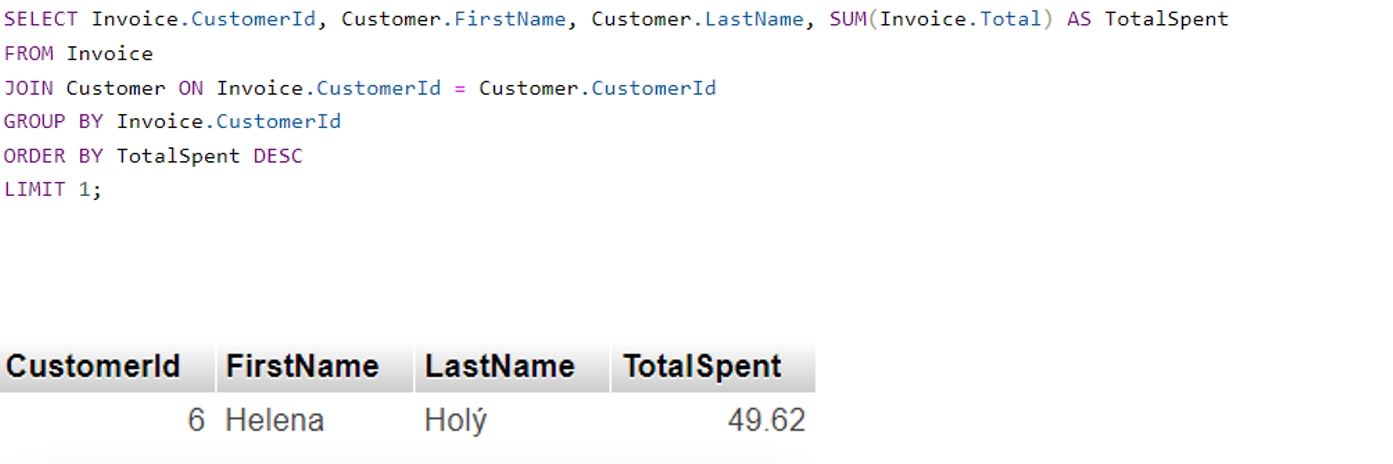 SELECT Invoice.CustomerId, Customer.FirstName, Customer.LastName, SUM(Invoice.Total) AS TotalSpent
FROM Invoice
JOIN Customer ON Invoice.CustomerId = Customer.CustomerId
GROUP BY Invoice.CustomerId
ORDER BY TotalSpent DESC
LIMIT 1;
CustomerId FirstName LastName TotalSpent
6 Helena Holý 49.62